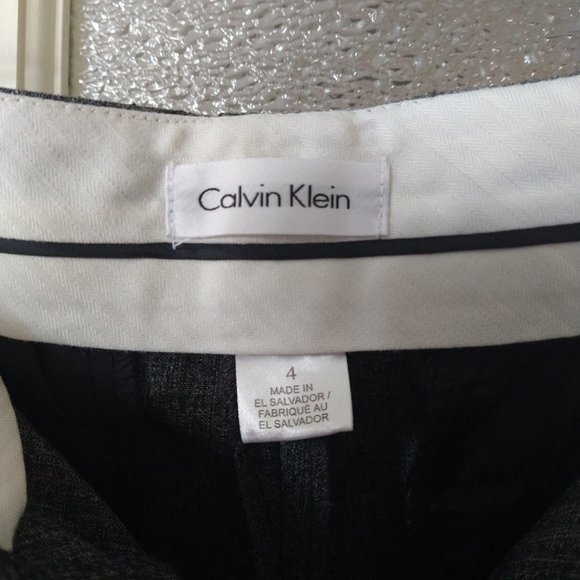 Calvin Klein
4
MADE IN
EL SALVADOR /
FABRIQUÉ AU
EL SALVADOR